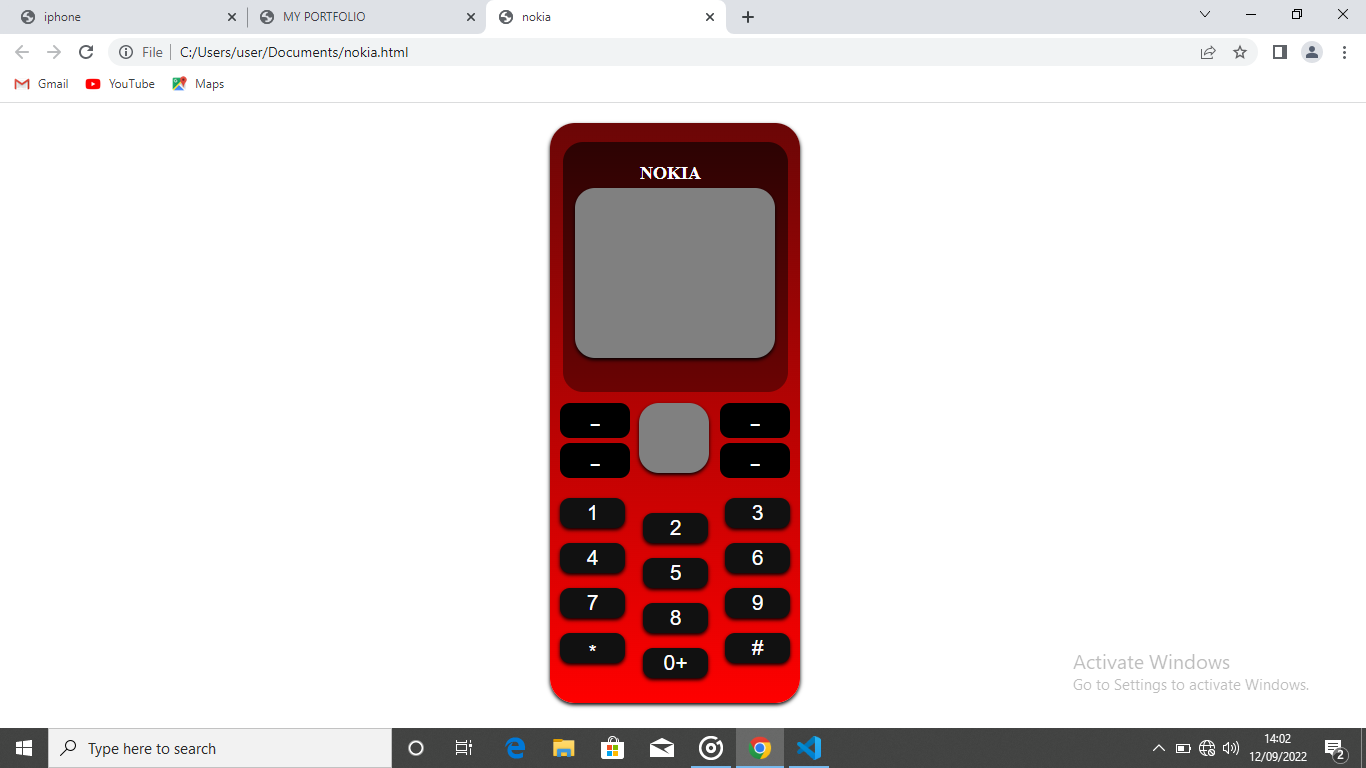 iphone
MY PORTFOLIO
nokia
File
C:/Users/user/Documents/nokia.html
Gmail
YouTube
Maps
NOKIA
_ _
_ _
1 2 3
4 5 6
7 8 9
* 0+ #
Activate Windows
Go to Settings to activate Windows.
Type here to search
14:02
12/09/2022
2